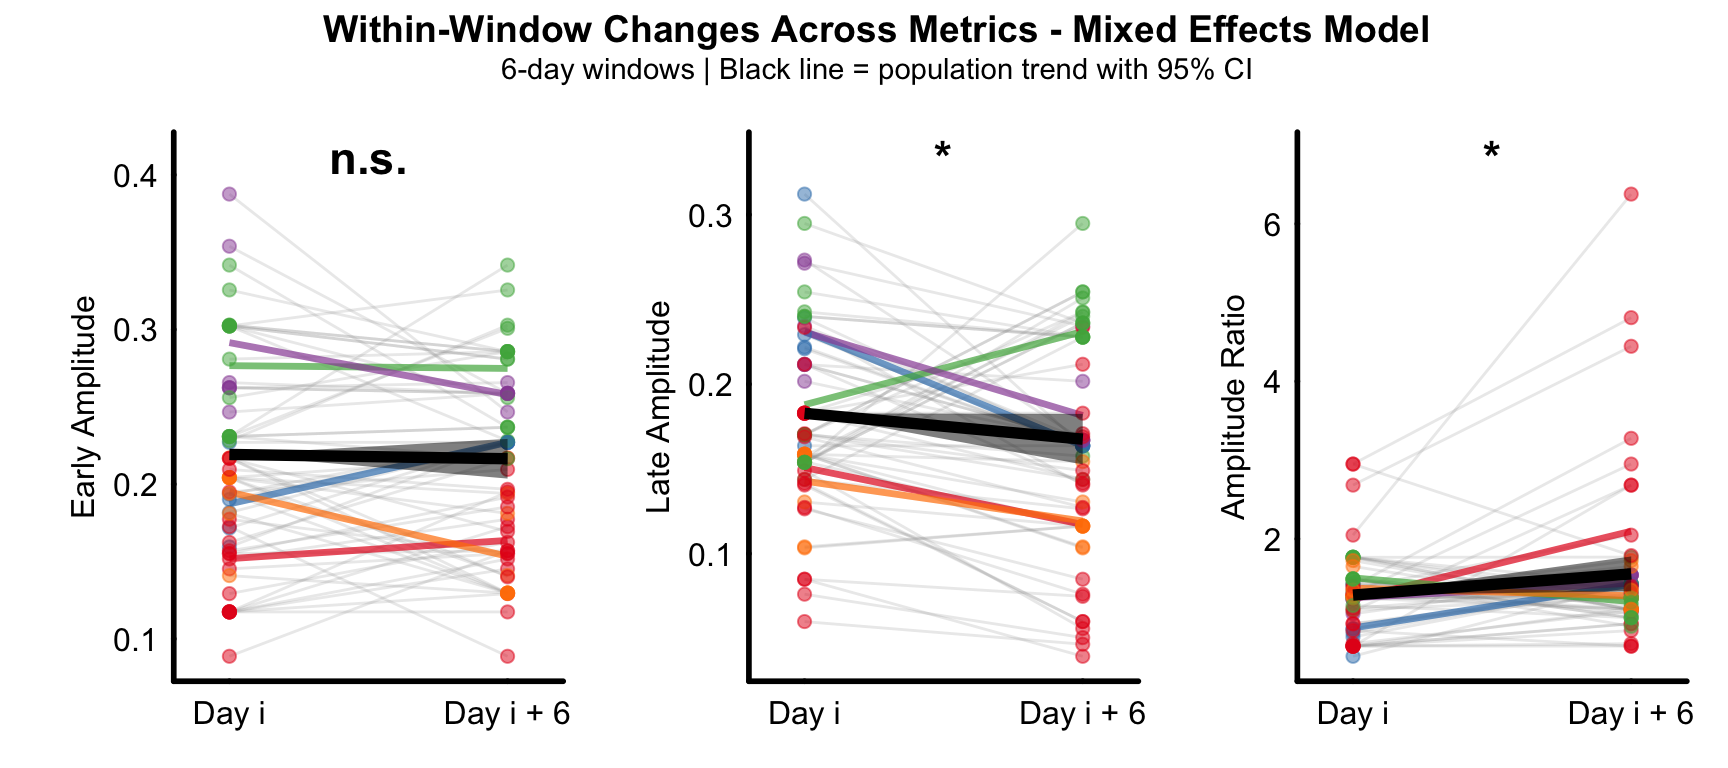 Within-Window Changes Across Metrics - Mixed Effects Model
6-day windows | Black line = population trend with 95% CI
Early Amplitude
0.4
0.3
0.2
0.1
n.s.
Day i
Day i + 6
Late Amplitude
0.3
0.2
0.1
*
Day i
Day i + 6
Amplitude Ratio
6
4
2
*
Day i
Day i + 6